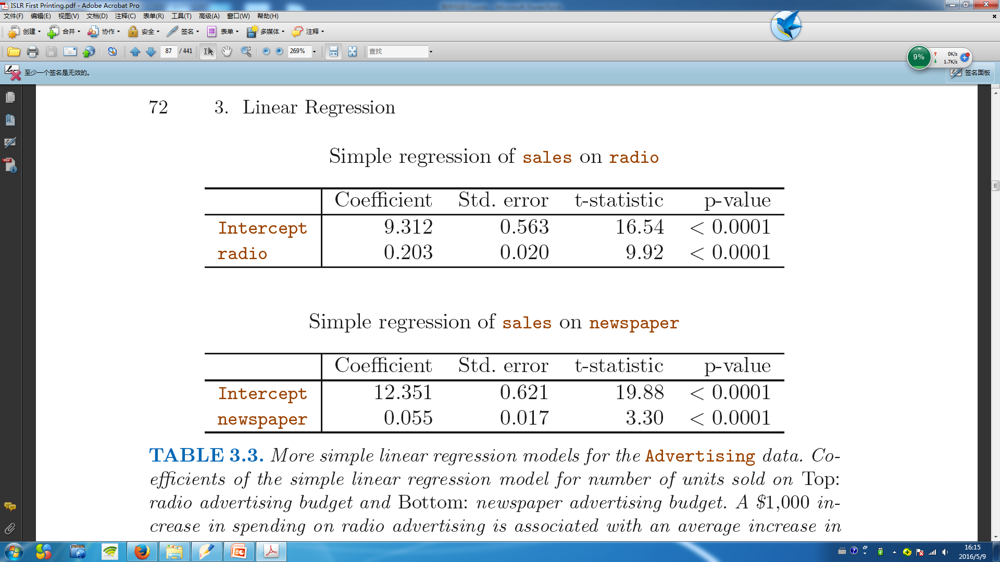 ISLR First Printing.pdf - Adobe Acrobat Pro
文件(F) 编辑(E) 视图(V) 文档(D) 注释(C) 表单(R) 工具(T) 高级(A) 窗口(W) 帮助(H)
创建 合并 协作 安全 签名 表单 多媒体 注释
87 / 441 269% 查找
9% 0K/s
1.7K/s
至少一个签名是无效的。 签名面板
72 3. Linear Regression
Simple regression of sales on radio
Coefficient Std. error t-statistic p-value
Intercept 9.312 0.563 16.54 < 0.0001
radio 0.203 0.020 9.92 < 0.0001
Simple regression of sales on newspaper
Coefficient Std. error t-statistic p-value
Intercept 12.351 0.621 19.88 < 0.0001
newspaper 0.055 0.017 3.30 < 0.0001
TABLE 3.3. More simple linear regression models for the Advertising data. Co-
efficients of the simple linear regression model for number of units sold on Top:
radio advertising budget and Bottom: newspaper advertising budget. A $1,000 in-
crease in spending on radio advertising is associated with an average increase in
16:15
2016/5/9